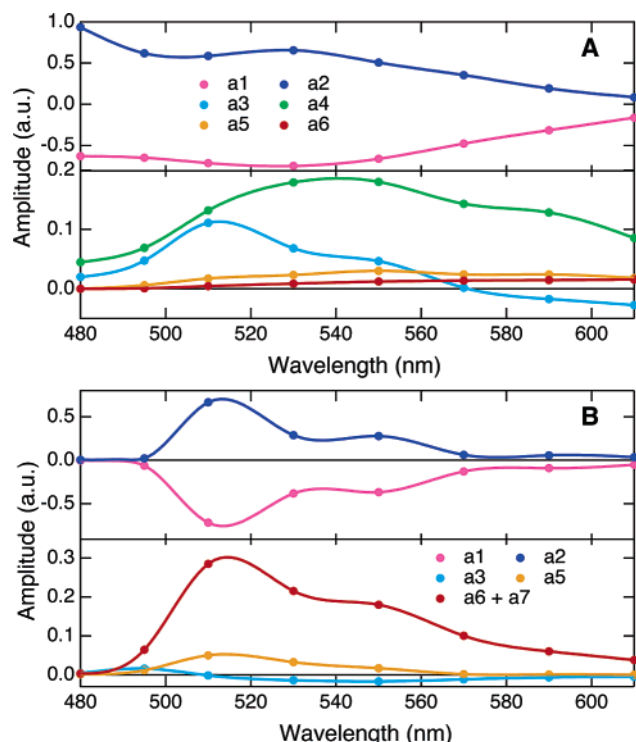 1.0
A
0.5
a1 a2
a3 a4
a5 a6
0.0
-0.5
0.2
0.1
0.0
Amplitude (a.u.)
480 500 520 540 560 580 600
Wavelength (nm)
B
0.5
0.0
-0.5
Amplitude (a.u.)
0.3
a1 a2
a3 a5
a6 + a7
0.2
0.1
0.0
Amplitude (a.u.)
480 500 520 540 560 580 600
Wavelength (nm)